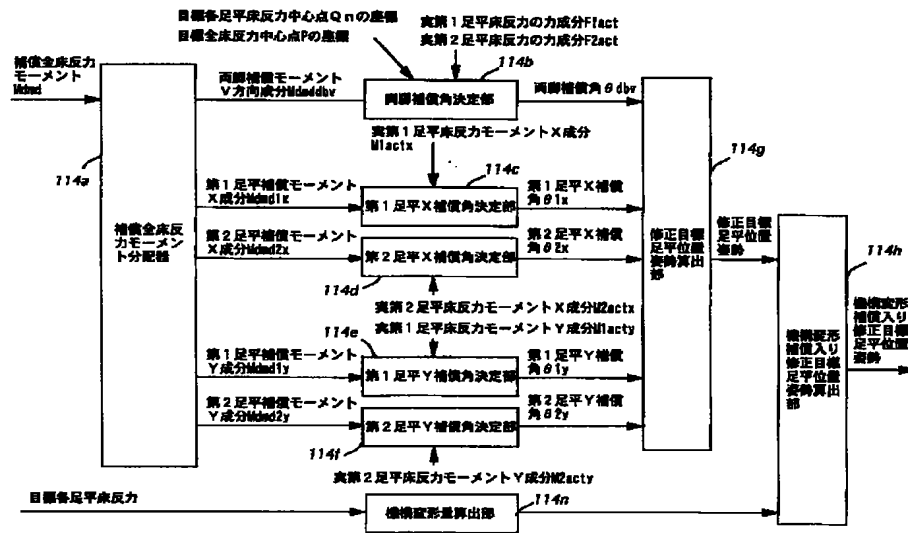 目標各足平床反力中心点Qnの座標
目標全床反力中心点Pの座標
実第1足平床反力の力成分F1act
実第2足平床反力の力成分F2act
114b
補償全床反力
モーメント
Mdmd
両脚補償モーメント
V方向成分Mdmddbv
両脚補償角決定部
両脚補償角θdbv
114g
114a
実第1足平床反力モーメントX成分
M1actx
114c
第1足平補償モーメント
X成分Mdmd1x
第1足平X補償角決定部
第1足平X補償
角θ1x
補償全床反
力モーメ
ント分配器
第2足平補償モーメント
X成分Mdmd2x
第2足平X補償角決定部
第2足平X補償
角θ2x
修正目標
足平位置
姿勢算出
部
修正目標
足平位置
姿勢
114h
114d
実第2足平床反力モーメントX成分M2actx
実第1足平床反力モーメントY成分M1acty
114e
機構変形
補償入り
修正目標
足平位置
姿勢
第1足平補償モーメント
Y成分Mdmd1y
第1足平Y補償角決定部
第1足平Y補償
角θ1y
機構変形
補償入り
修正目標
足平位置
姿勢算出
部
第2足平補償モーメント
Y成分Mdmd2y
第2足平Y補償角決定部
第2足平Y補償
角θ2y
114f
実第2足平床反力モーメントY成分M2acty
目標各足平床反力
機構変形量算出部
114n